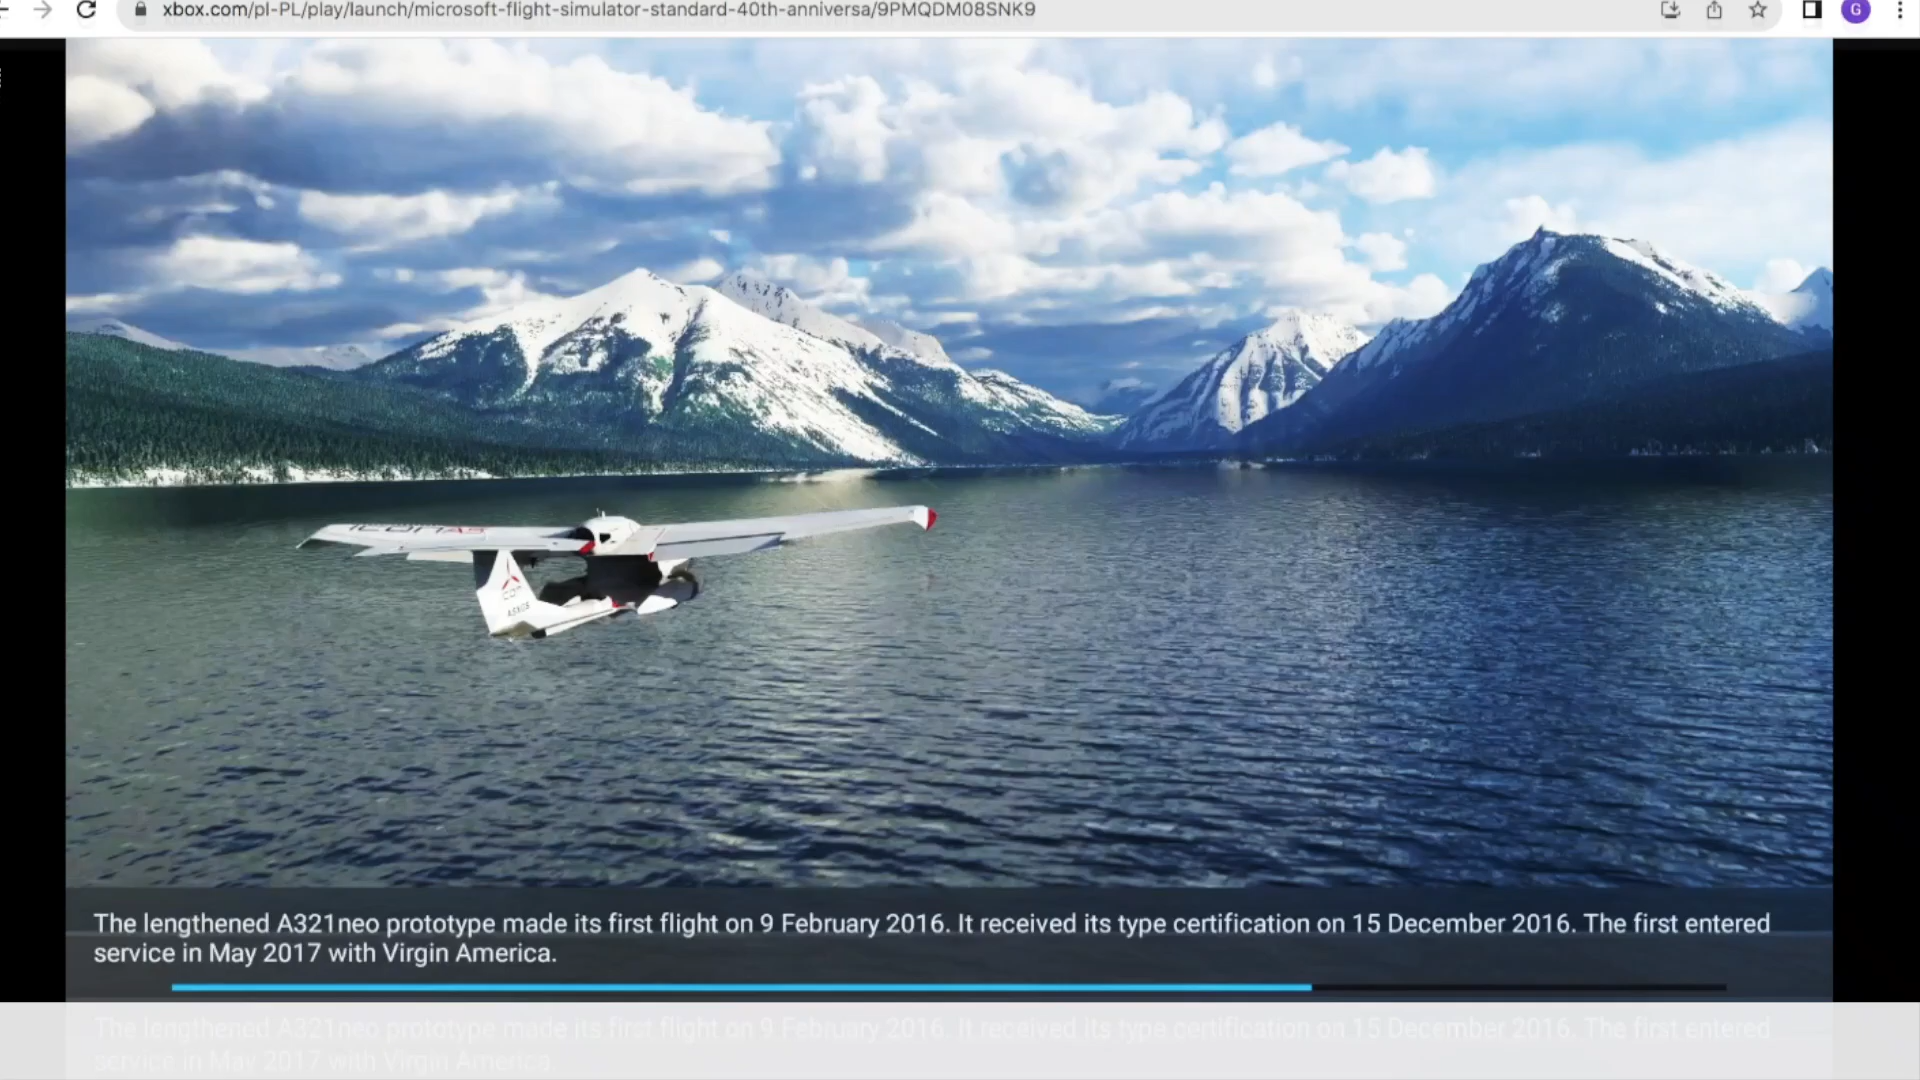 xbox.com/pl-PL/play/launch/microsoft-flight-simulator-standard-40th-anniversa/9PMQDM08SNK9
G
ICON A5
The lengthened A321neo prototype made its first flight on 9 February 2016. It received its type certification on 15 December 2016. The first entered
service in May 2017 with Virgin America.
The lengthened A321neo prototype made its first flight on 9 February 2016. It received its type certification on 15 December 2016. The first entered
service in May 2017 with Virgin America.